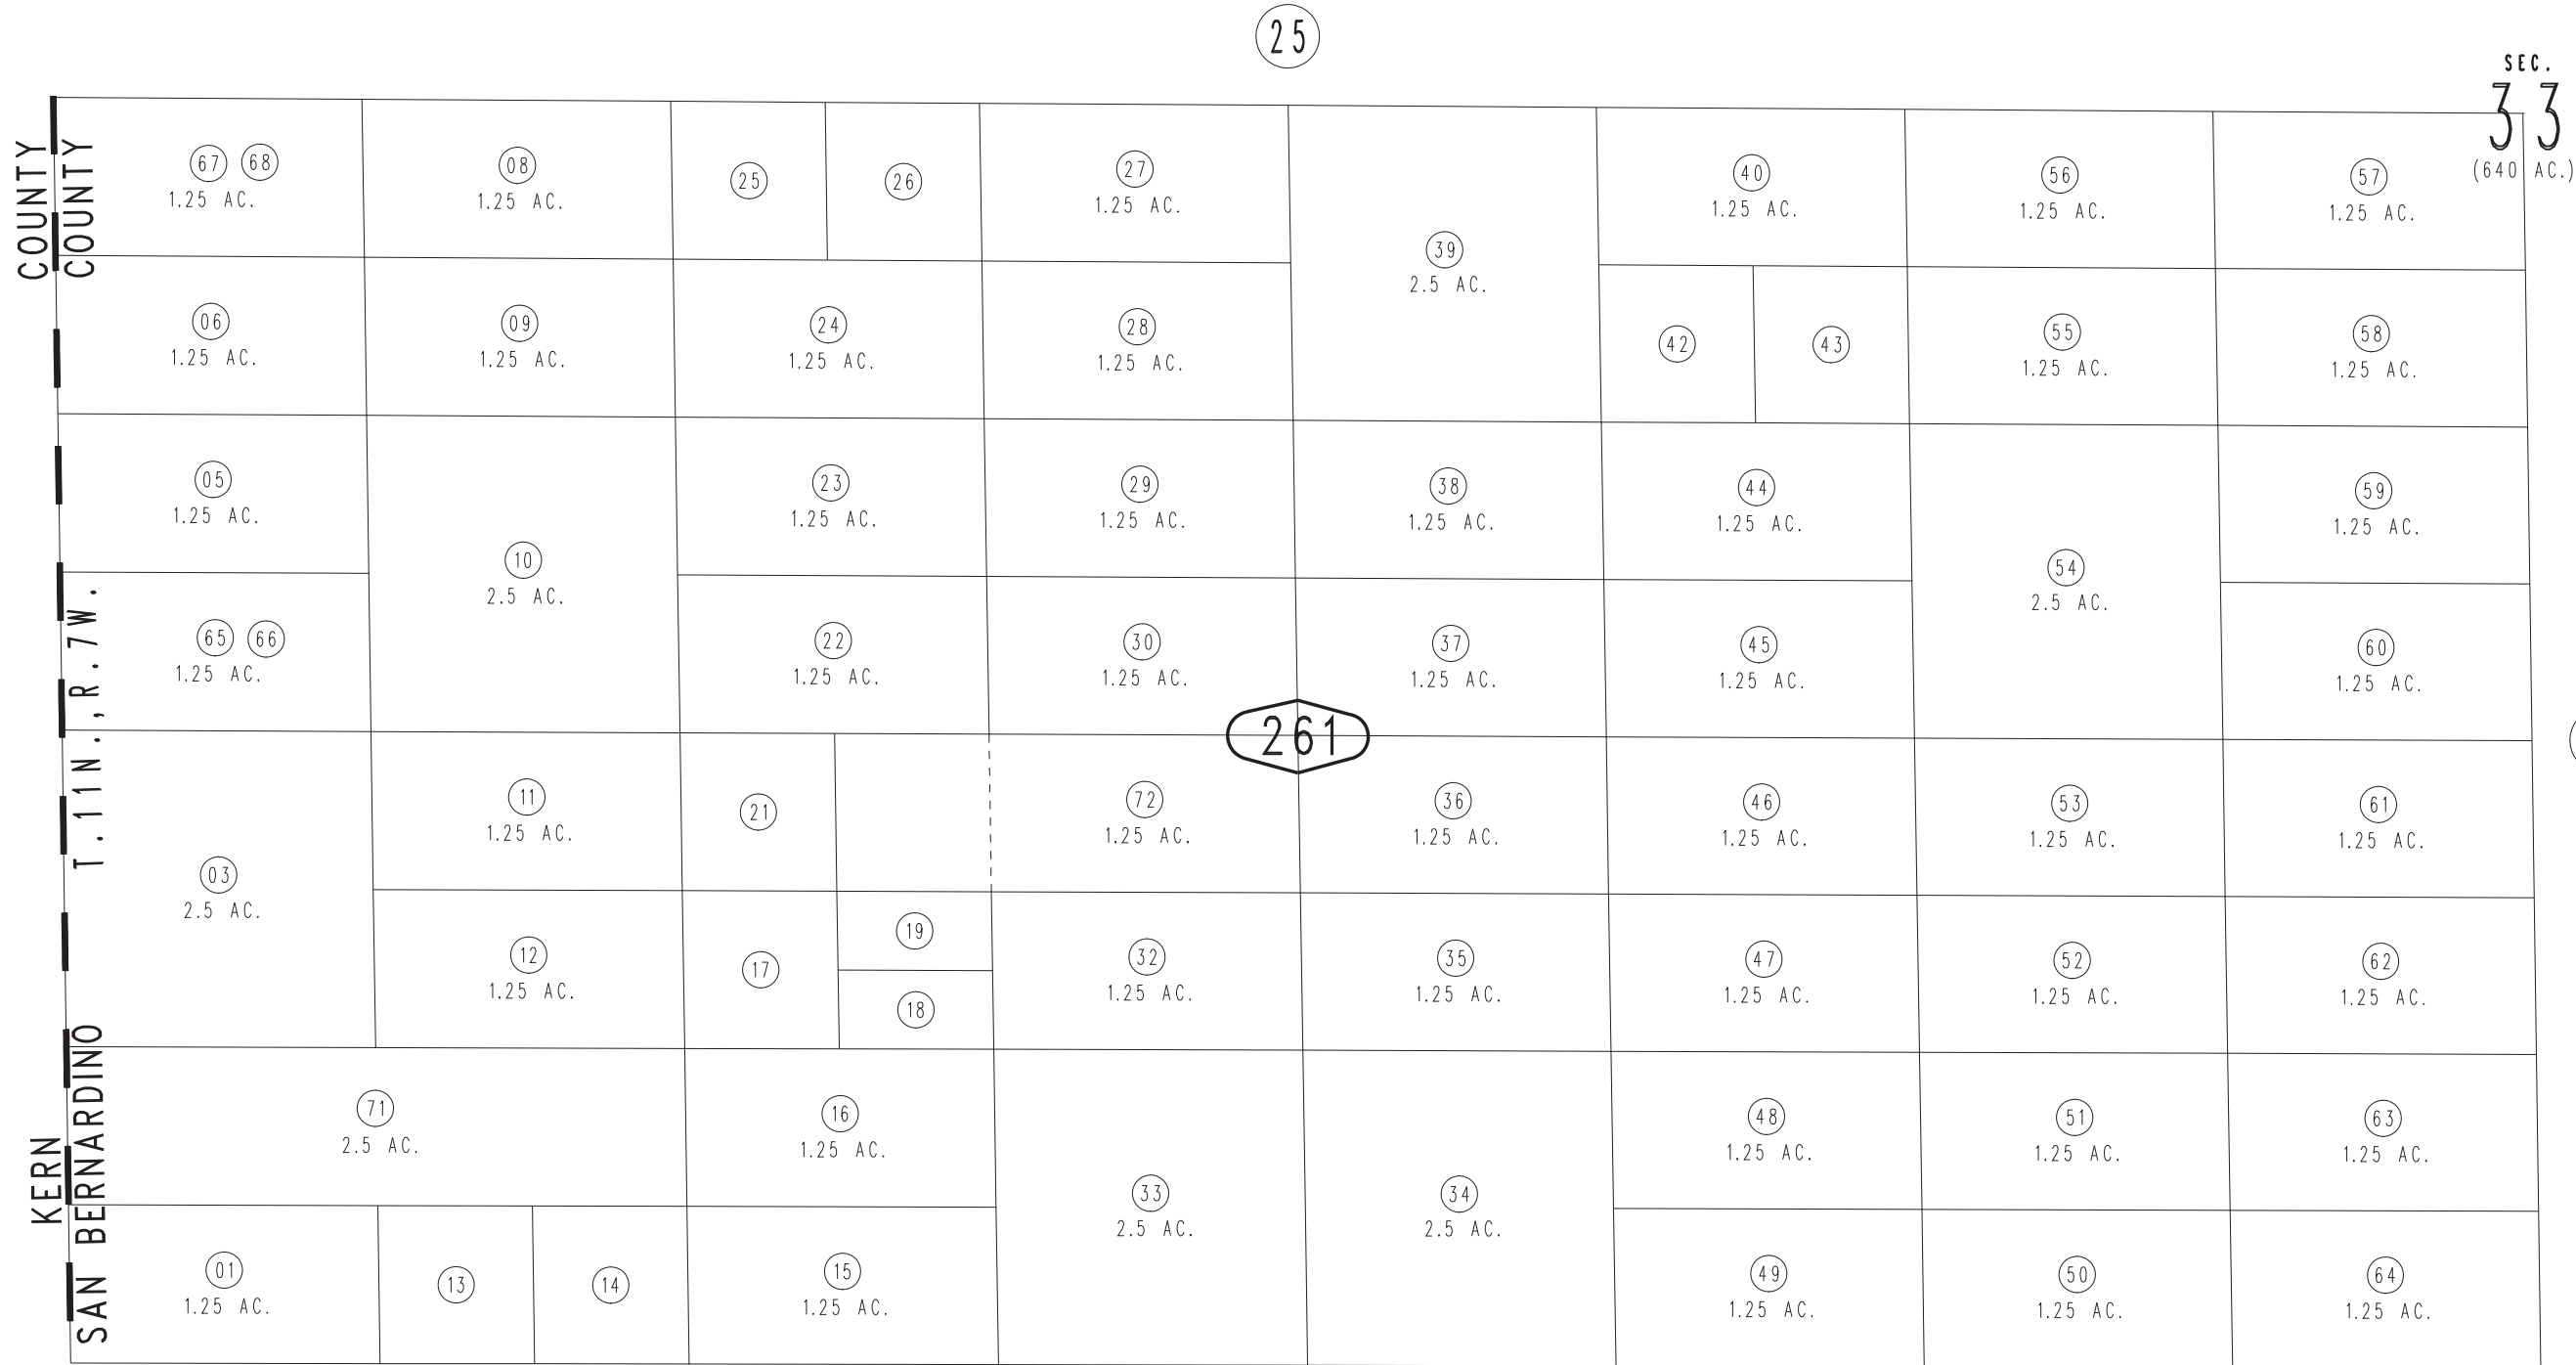 25
SEC.
33
(640 AC.)
COUNTY
COUNTY
67 68
1.25 AC.
08
1.25 AC.
25
26
27
1.25 AC.
39
2.5 AC.
40
1.25 AC.
56
1.25 AC.
57
1.25 AC.
06
1.25 AC.
09
1.25 AC.
24
1.25 AC.
28
1.25 AC.
42
43
55
1.25 AC.
58
1.25 AC.
05
1.25 AC.
10
2.5 AC.
23
1.25 AC.
29
1.25 AC.
38
1.25 AC.
44
1.25 AC.
54
2.5 AC.
59
1.25 AC.
65 66
1.25 AC.
22
1.25 AC.
30
1.25 AC.
37
1.25 AC.
45
1.25 AC.
60
1.25 AC.
T.11N.,R.7W.
261
03
2.5 AC.
11
1.25 AC.
21
72
1.25 AC.
36
1.25 AC.
46
1.25 AC.
53
1.25 AC.
61
1.25 AC.
12
1.25 AC.
17
19
18
32
1.25 AC.
35
1.25 AC.
47
1.25 AC.
52
1.25 AC.
62
1.25 AC.
KERN
SAN BERNARDINO
71
2.5 AC.
16
1.25 AC.
33
2.5 AC.
34
2.5 AC.
48
1.25 AC.
51
1.25 AC.
63
1.25 AC.
01
1.25 AC.
13
14
15
1.25 AC.
49
1.25 AC.
50
1.25 AC.
64
1.25 AC.